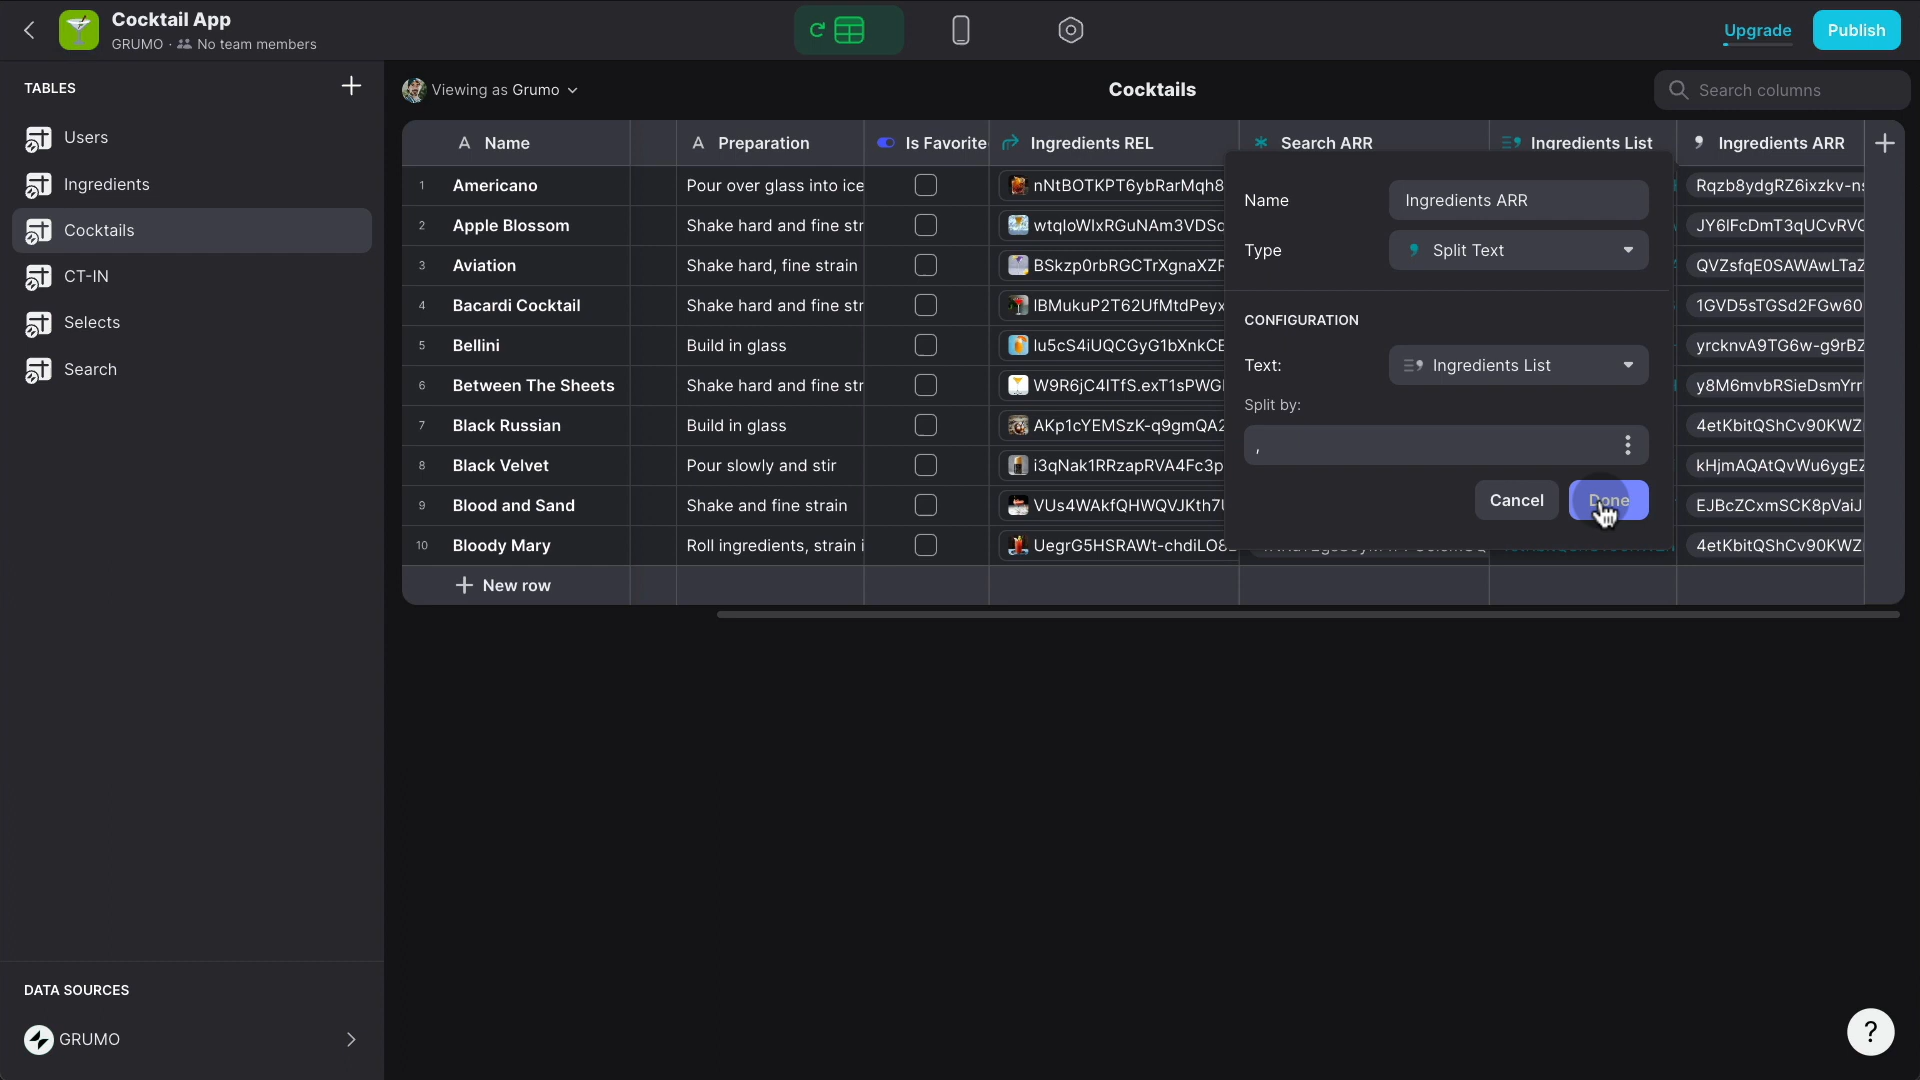 Cocktail App
GRUMO · No team members
Upgrade
Publish
TABLES
Users
Ingredients
Cocktails
CT-IN
Selects
Search
DATA SOURCES
GRUMO
Viewing as Grumo
Cocktails
Search columns
Name
Preparation
Is Favorite
Ingredients REL
Search ARR
Ingredients List
Ingredients ARR
1 Americano Pour over glass into ice nNtBOTKPT6ybRarMqh8 Rqzb8ydgRZ6ixzkv-ns
2 Apple Blossom Shake hard and fine str wtqIoWIxRGuNAm3VDSc JY6IFcDmT3qUCvRVC
3 Aviation Shake hard, fine strain BSkzp0rbRGCTrXgnaXZF QVZsfqE0SAWAwLTaZ
4 Bacardi Cocktail Shake hard and fine str IBMukuP2T62UfMtdPeyx 1GVD5sTGSd2FGw60
5 Bellini Build in glass Iu5cS4iUQCGyG1bXnkCE yrcknvA9TG6w-g9rBZ
6 Between The Sheets Shake hard and fine str W9R6jC4ITfS.exT1sPWG y8M6mvbRSieDsmYrr
7 Black Russian Build in glass AKp1cYEMSzK-q9gmQA2 4etKbitQShCv90KWZ
8 Black Velvet Pour slowly and stir i3qNak1RRzapRVA4Fc3p kHjmAQAtQvWu6ygEZ
9 Blood and Sand Shake and fine strain VUs4WAkfQHWQVJKth7 EJBcZCxmSCK8pVaiJ
10 Bloody Mary Roll ingredients, strain i UegrG5HSRAWt-chdiLO8 4etKbitQShCv90KWZ
New row
Name
Ingredients ARR
Type
Split Text
CONFIGURATION
Text:
Ingredients List
Split by:
,
Cancel
Done
?